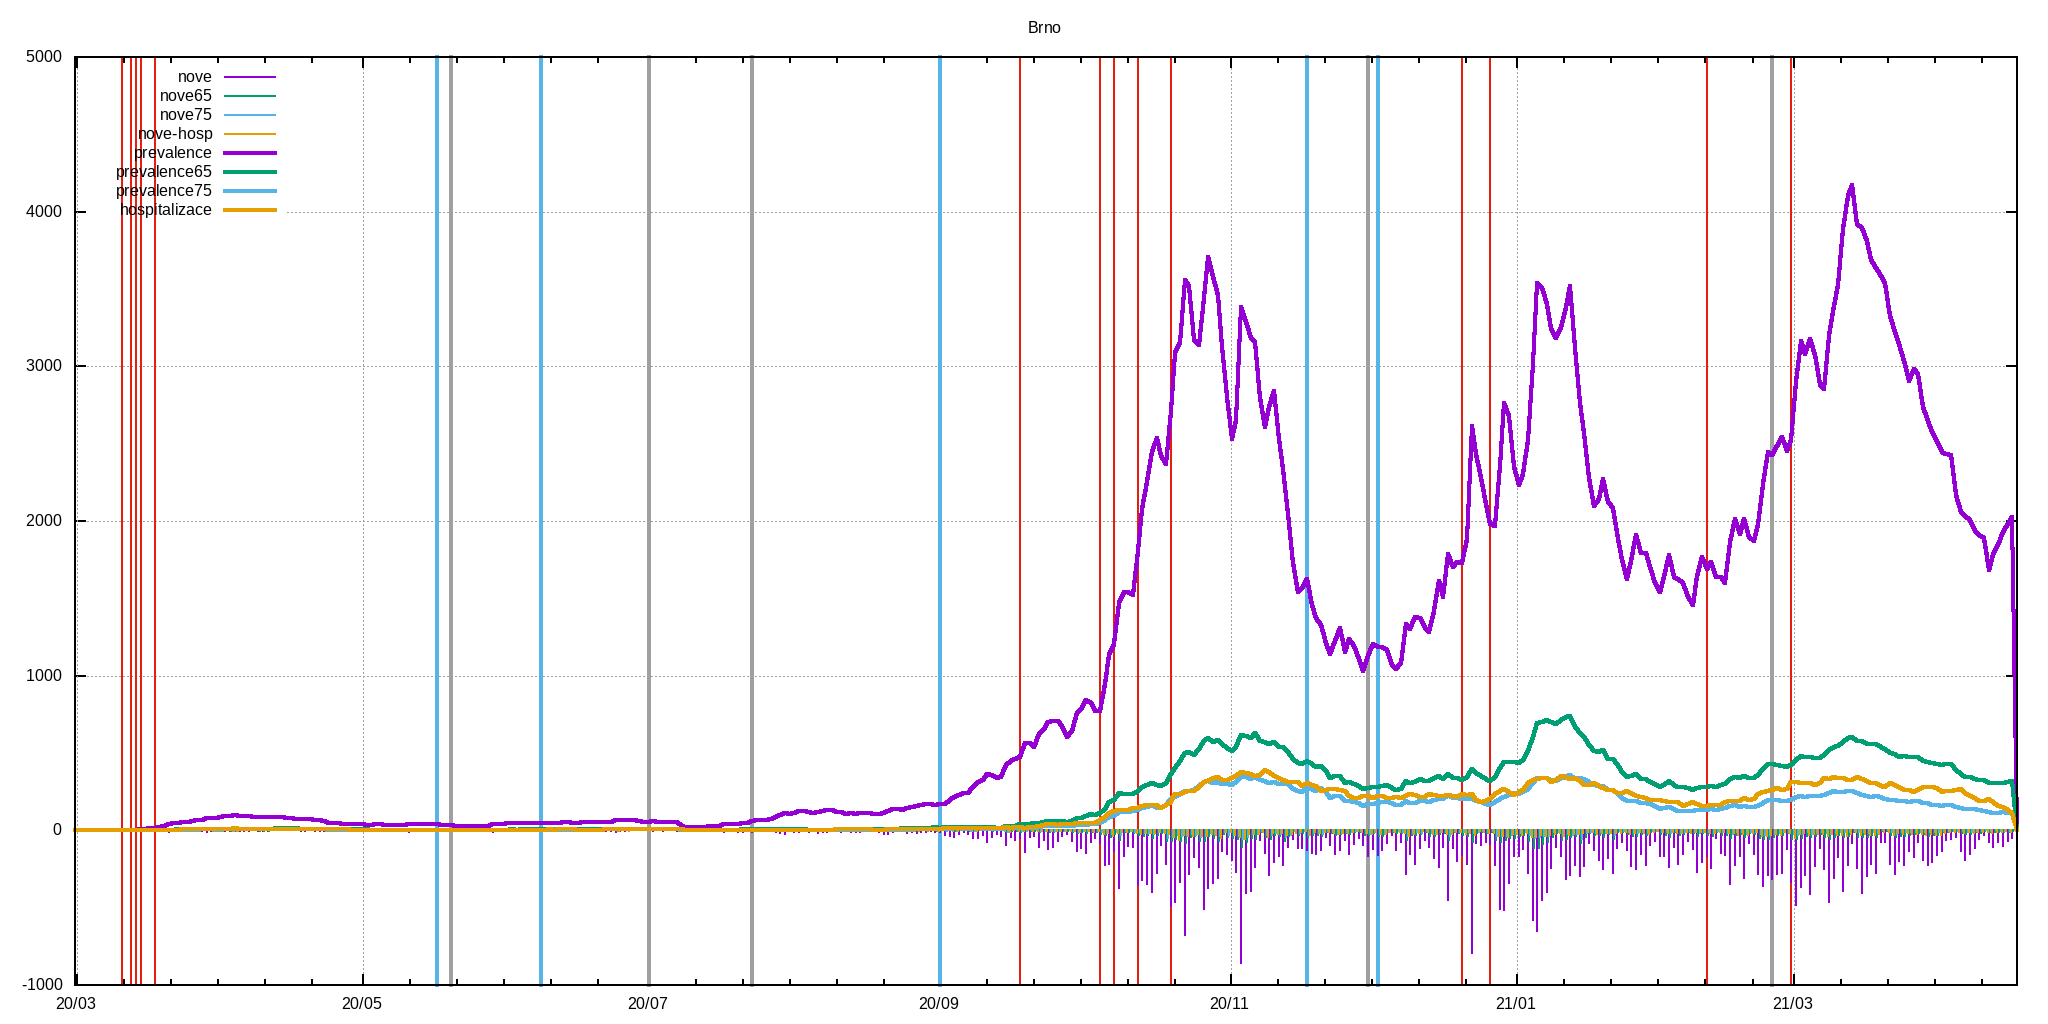 Brno
5000
nove
nove65
nove75
nove-hosp
prevalence
prevalence65
prevalence75
hospitalizace
4000
3000
2000
1000
0
-1000
20/03 20/05 20/07 20/09 20/11 21/01 21/03